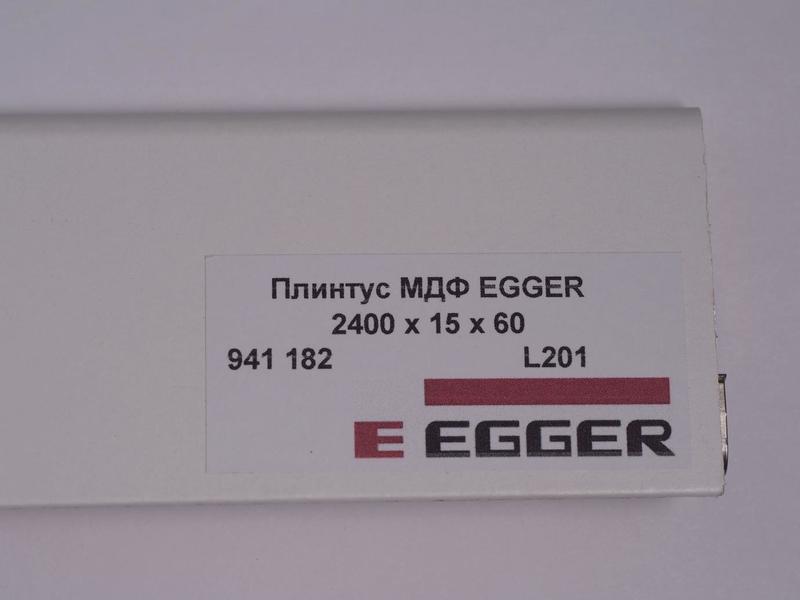 Плинтус МДФ EGGER
2400 x 15 x 60
941 182 L201
E EGGER